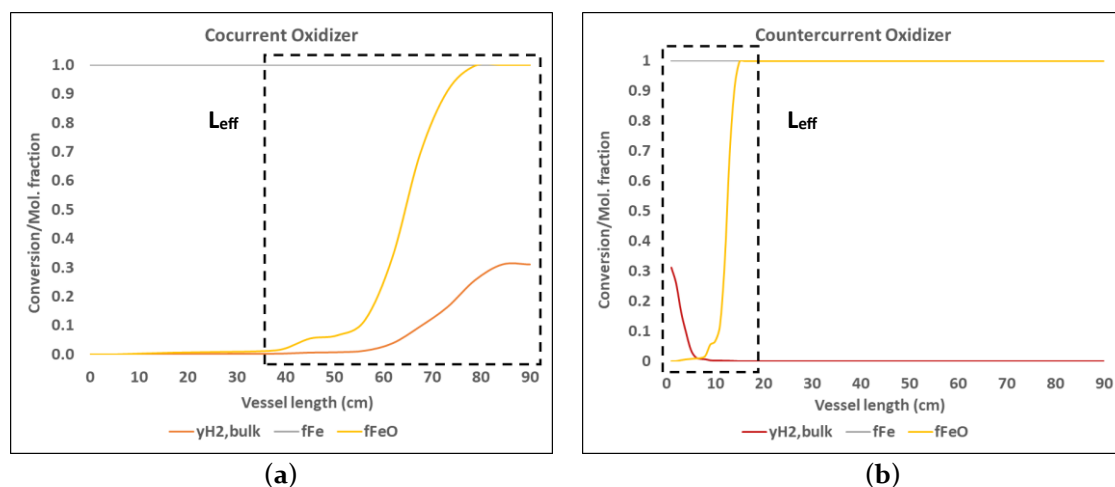 Cocurrent Oxidizer
Leff
Conversion/Mol. fraction
1.0
0.9
0.8
0.7
0.6
0.5
0.4
0.3
0.2
0.1
0.0
0 10 20 30 40 50 60 70 80 90
Vessel length (cm)
yH2,bulk fFe fFeO
(a)
Countercurrent Oxidizer
Leff
Conversion/Mol. fraction
1
0.9
0.8
0.7
0.6
0.5
0.4
0.3
0.2
0.1
0
0 10 20 30 40 50 60 70 80 90
Vessel length (cm)
yH2,bulk fFe fFeO
(b)